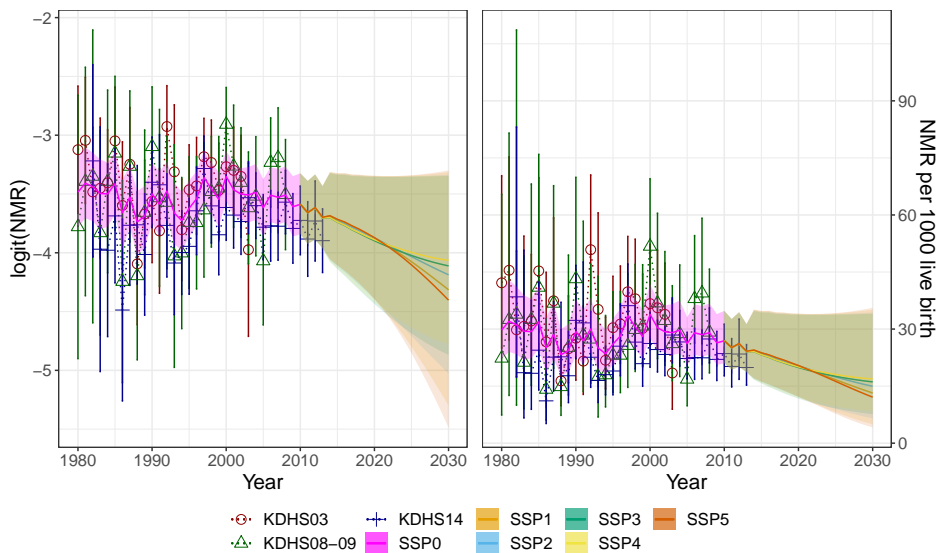 −2
−3
−4
−5
logit(NMR)
1980 1990 2000 2010 2020 2030
Year
90
60
30
0
NMR per 1000 live birth
1980 1990 2000 2010 2020 2030
Year
KDHS03 KDHS14 SSP1 SSP3 SSP5
KDHS08−09 SSP0 SSP2 SSP4